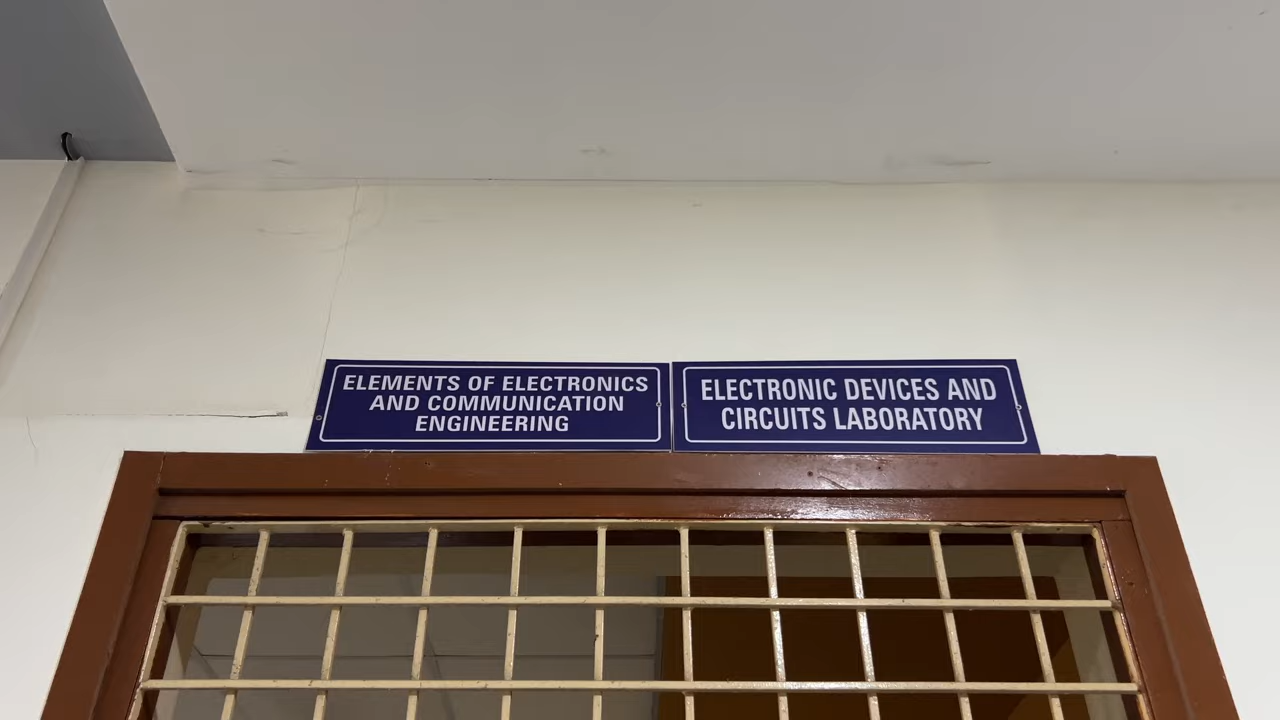 ELEMENTS OF ELECTRONICS
AND COMMUNICATION
ENGINEERING
ELECTRONIC DEVICES AND
CIRCUITS LABORATORY